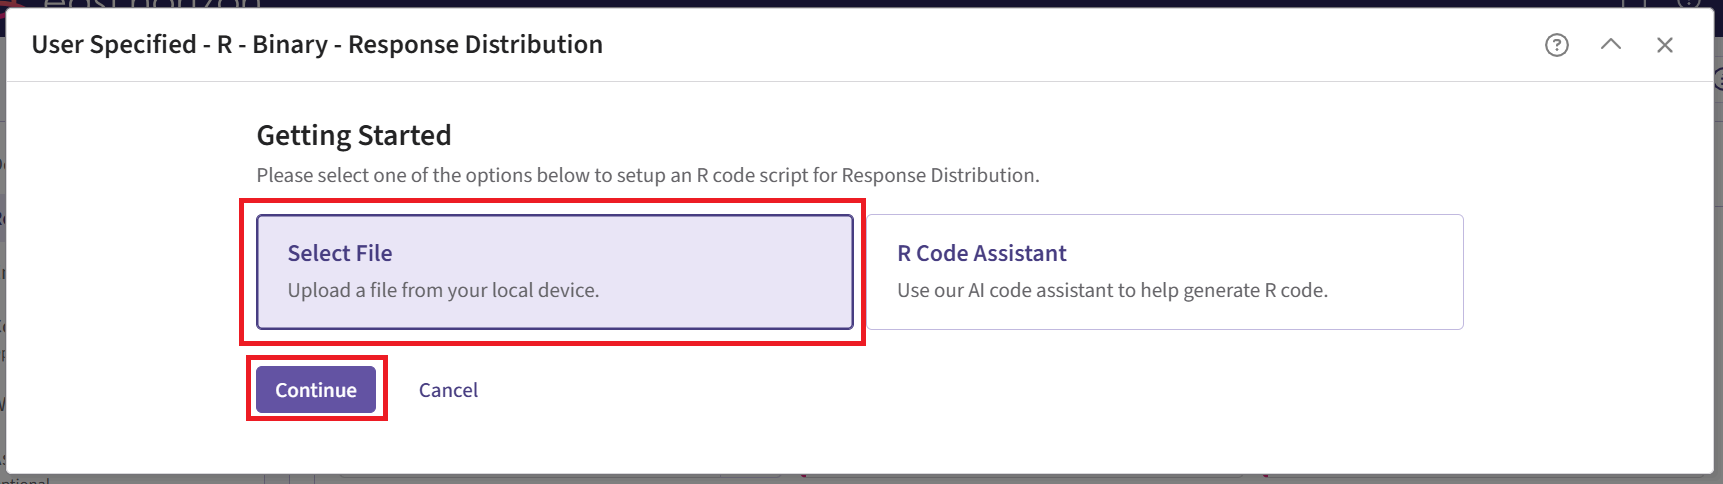 User Specified - R - Binary - Response Distribution
Getting Started
Please select one of the options below to setup an R code script for Response Distribution.
Select File
Upload a file from your local device.
R Code Assistant
Use our AI code assistant to help generate R code.
Continue
Cancel